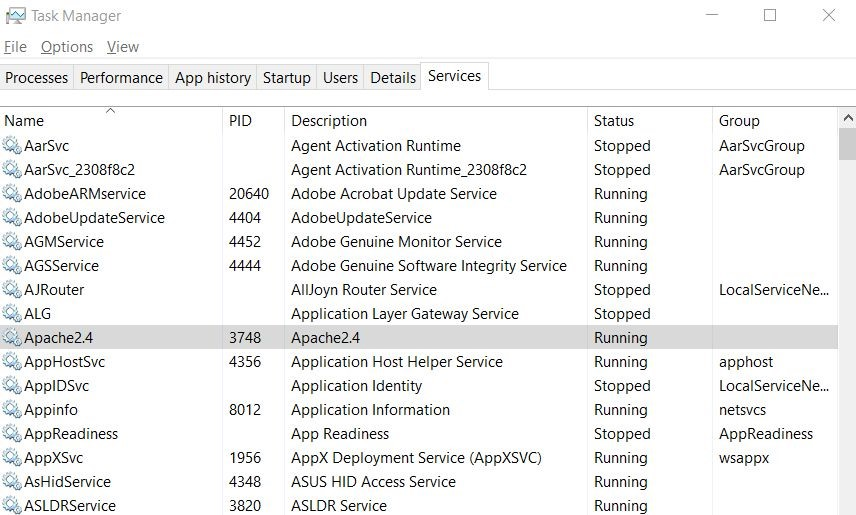 Task Manager
File Options View
Processes Performance App history Startup Users Details Services
Name PID Description Status Group
AarSvc Agent Activation Runtime Stopped AarSvcGroup
AarSvc_2308f8c2 Agent Activation Runtime_2308f8c2 Stopped AarSvcGroup
AdobeARMservice 20640 Adobe Acrobat Update Service Running
AdobeUpdateService 4404 AdobeUpdateService Running
AGMService 4452 Adobe Genuine Monitor Service Running
AGSService 4444 Adobe Genuine Software Integrity Service Running
AJRouter AllJoyn Router Service Stopped LocalServiceNe...
ALG Application Layer Gateway Service Stopped
Apache2.4 3748 Apache2.4 Running
AppHostSvc 4356 Application Host Helper Service Running apphost
AppIDSvc Application Identity Stopped LocalServiceNe...
Appinfo 8012 Application Information Running netsvcs
AppReadiness App Readiness Stopped AppReadiness
AppXSvc 1956 AppX Deployment Service (AppXSVC) Running wsappx
AsHidService 4348 ASUS HID Access Service Running
ASLDRService 3820 ASLDR Service Running